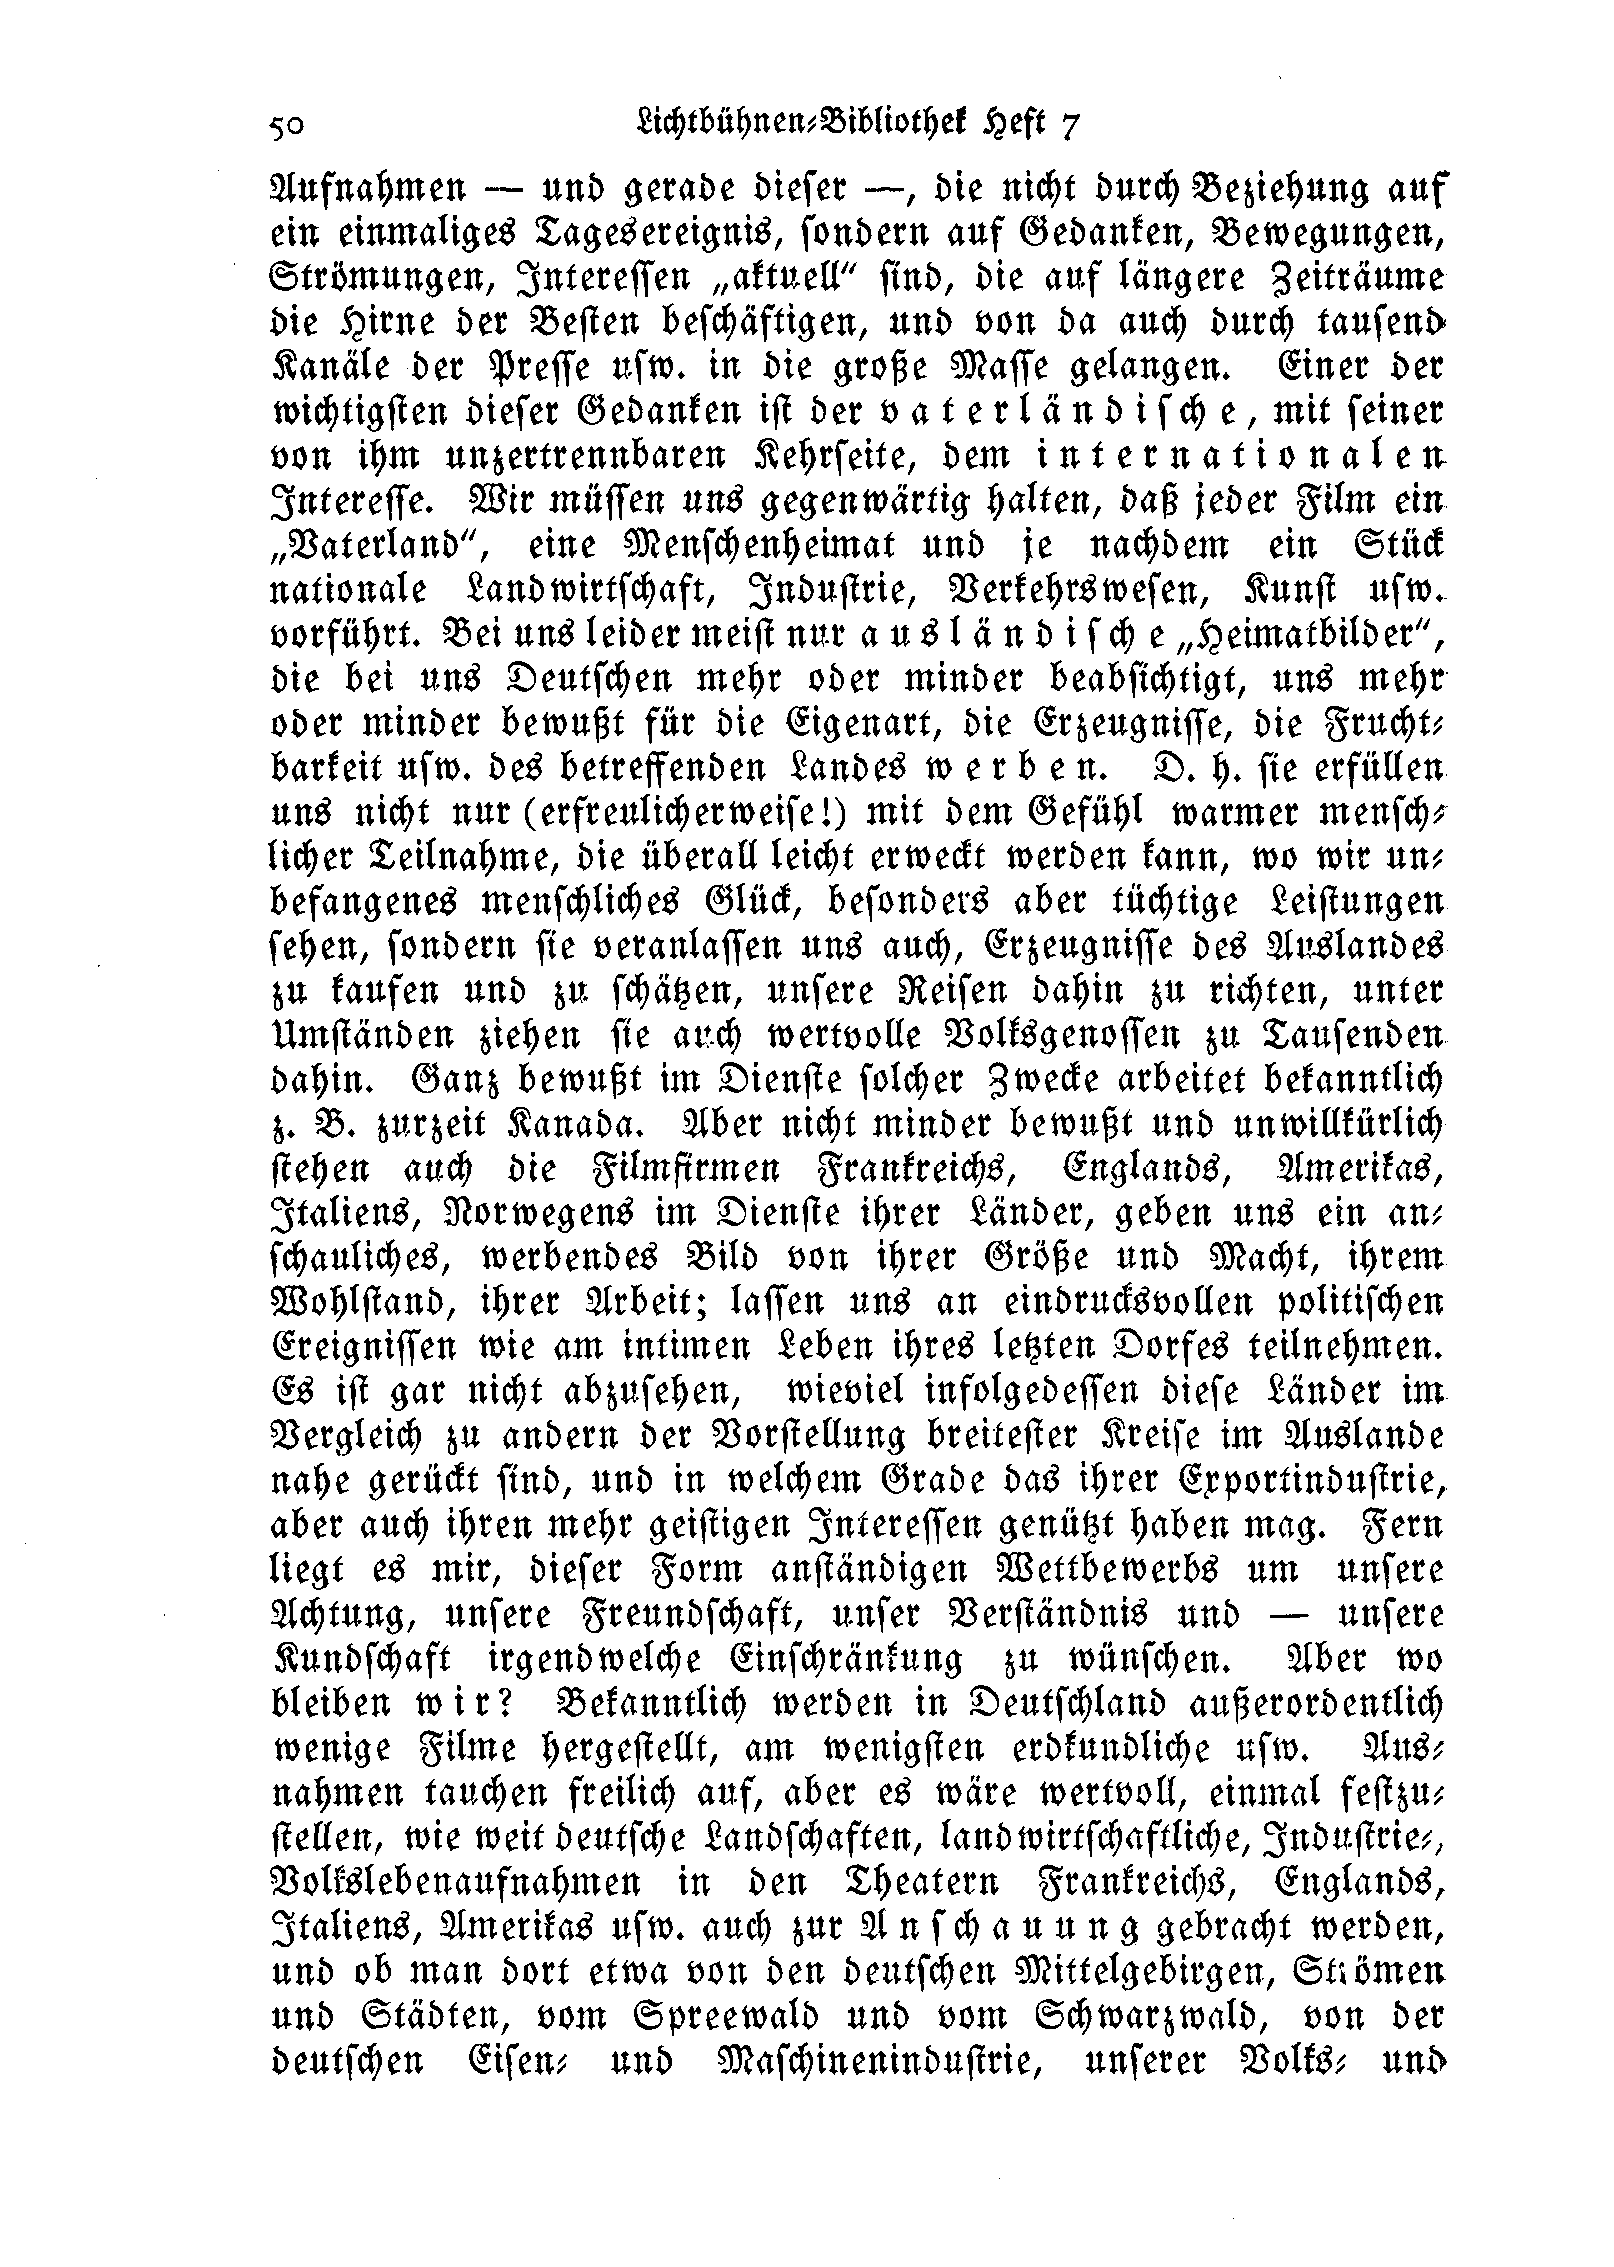 50 Lichtbühnen-Bibliothek Heft 7
Aufnahmen — und gerade dieser —, die nicht durch Beziehung auf
ein einmaliges Tagesereignis, sondern auf Gedanken, Bewegungen,
Strömungen, Interessen „aktuell“ sind, die auf längere Zeiträume
die Hirne der Besten beschäftigen, und von da auch durch tausend
Kanäle der Presse usw. in die große Masse gelangen. Einer der
wichtigsten dieser Gedanken ist der vaterländische, mit seiner
von ihm unzertrennbaren Kehrseite, dem internationalen
Interesse. Wir müssen uns gegenwärtig halten, daß jeder Film ein
„Vaterland“, eine Menschenheimat und je nachdem ein Stück
nationale Landwirtschaft, Industrie, Verkehrswesen, Kunst usw.
vorführt. Bei uns leider meist nur ausländische „Heimatbilder“,
die bei uns Deutschen mehr oder minder beabsichtigt, uns mehr
oder minder bewußt für die Eigenart, die Erzeugnisse, die Frucht-
barkeit usw. des betreffenden Landes werben. D. h. sie erfüllen
uns nicht nur (erfreulicherweise!) mit dem Gefühl warmer mensch-
licher Teilnahme, die überall leicht erweckt werden kann, wo wir un-
befangenes menschliches Glück, besonders aber tüchtige Leistungen
sehen, sondern sie veranlassen uns auch, Erzeugnisse des Auslandes
zu kaufen und zu schätzen, unsere Reisen dahin zu richten, unter
Umständen ziehen sie auch wertvolle Volksgenossen zu Tausenden
dahin. Ganz bewußt im Dienste solcher Zwecke arbeitet bekanntlich
z. B. zurzeit Kanada. Aber nicht minder bewußt und unwillkürlich
stehen auch die Filmfirmen Frankreichs, Englands, Amerikas,
Italiens, Norwegens im Dienste ihrer Länder, geben uns ein an-
schauliches, werbendes Bild von ihrer Größe und Macht, ihrem
Wohlstand, ihrer Arbeit; lassen uns an eindrucksvollen politischen
Ereignissen wie am intimen Leben ihres letzten Dorfes teilnehmen.
Es ist gar nicht abzusehen, wieviel infolgedessen diese Länder im
Vergleich zu andern der Vorstellung breitester Kreise im Auslande
nahe gerückt sind, und in welchem Grade das ihrer Exportindustrie,
aber auch ihren mehr geistigen Interessen genützt haben mag. Fern
liegt es mir, dieser Form anständigen Wettbewerbs um unsere
Achtung, unsere Freundschaft, unser Verständnis und — unsere
Kundschaft irgendwelche Einschränkung zu wünschen. Aber wo
bleiben wir? Bekanntlich werden in Deutschland außerordentlich
wenige Filme hergestellt, am wenigsten erdkundliche usw. Aus-
nahmen tauchen freilich auf, aber es wäre wertvoll, einmal festzu-
stellen, wie weit deutsche Landschaften, landwirtschaftliche, Industrie-,
Volkslebenaufnahmen in den Theatern Frankreichs, Englands,
Italiens, Amerikas usw. auch zur Anschauung gebracht werden,
und ob man dort etwa von den deutschen Mittelgebirgen, Strömen
und Städten, vom Spreewald und vom Schwarzwald, von der
deutschen Eisen- und Maschinenindustrie, unserer Volks- und